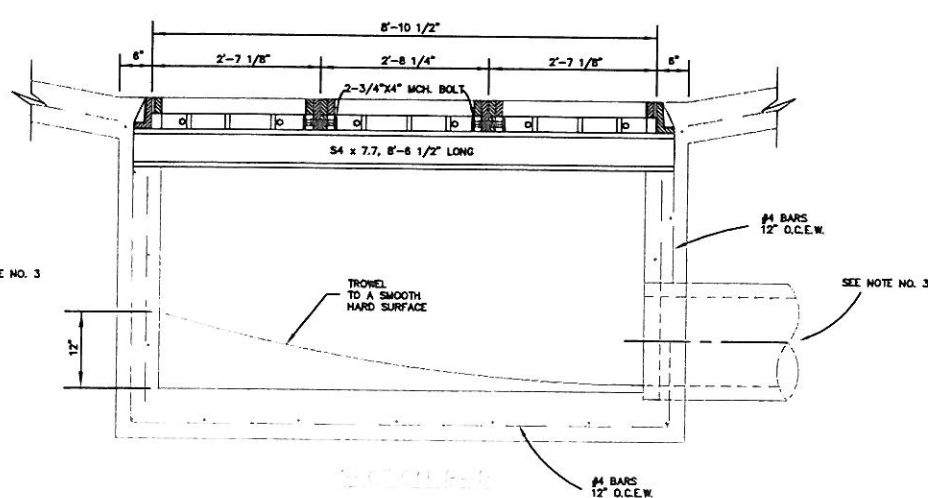 8'-10 1/2"
6"
2'-7 1/8"
2'-8 1/4"
2'-7 1/8"
6"
2-3/4"X4" MCH. BOLT
S4 x 7.7, 8'-6 1/2" LONG
#4 BARS
12" O.C.E.W.
E NO. 3
TROWEL
TO A SMOOTH
HARD SURFACE
SEE NOTE NO. 3
12"
#4 BARS
12" O.C.E.W.